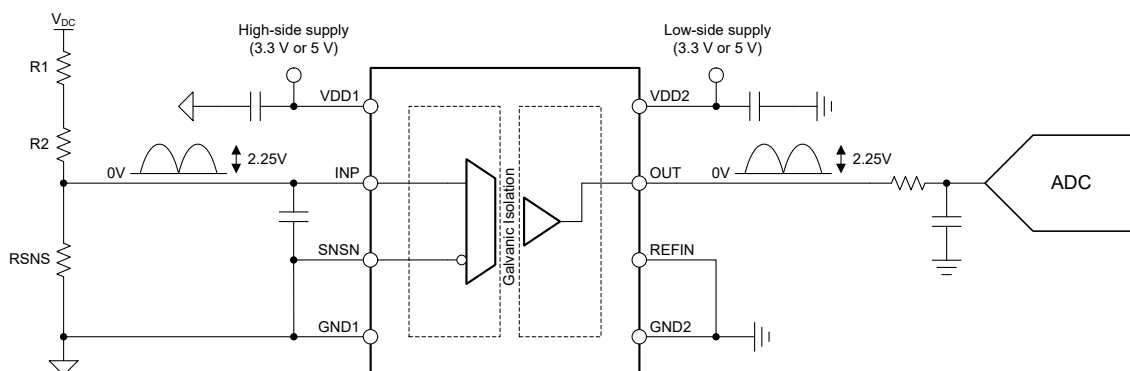 High-side supply
(3.3 V or 5 V)
Low-side supply
(3.3 V or 5 V)
VDC
R1
R2
RSNS
0V
2.25V
VDD1
INP
SNSN
GND1
Galvanic Isolation
VDD2
OUT
REFIN
GND2
0V
2.25V
ADC